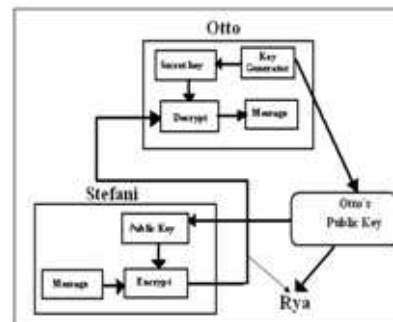 Otto
Secret key
Key
Generator
Decrypt
Message
Stefani
Public Key
Message
Encrypt
Otto's
Public Key
Rya